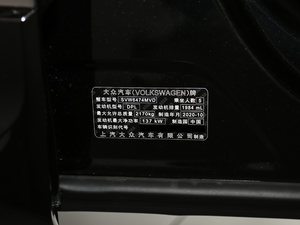 大众汽车(VOLKSWAGEN)牌
整车型号 SVW6474MVD 乘坐人数 5
发动机型号 DPL 发动机排量 1984 mL
最大允许总质量 2170kg 制造年月 2020-10
发动机最大净功率 137 kW 制造国 中国
车辆识别代号
上汽大众汽车有限公司 制造